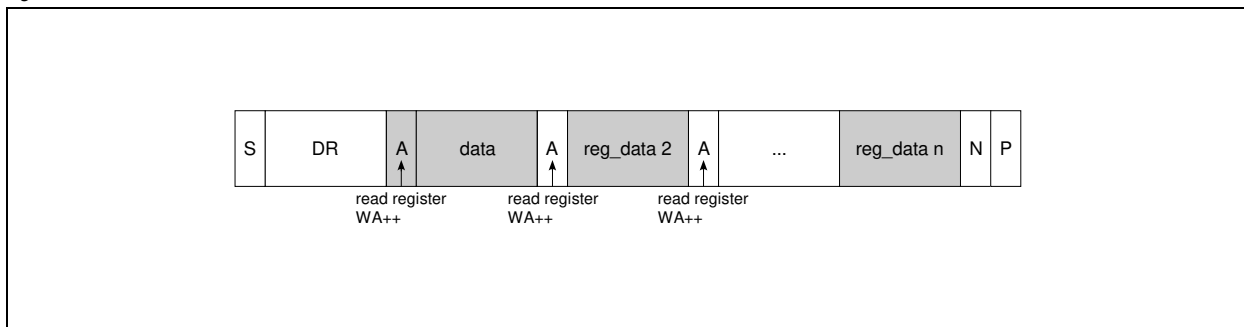 S DR A data A reg_data 2 A ... reg_data n N P
read register read register read register
WA++ WA++ WA++